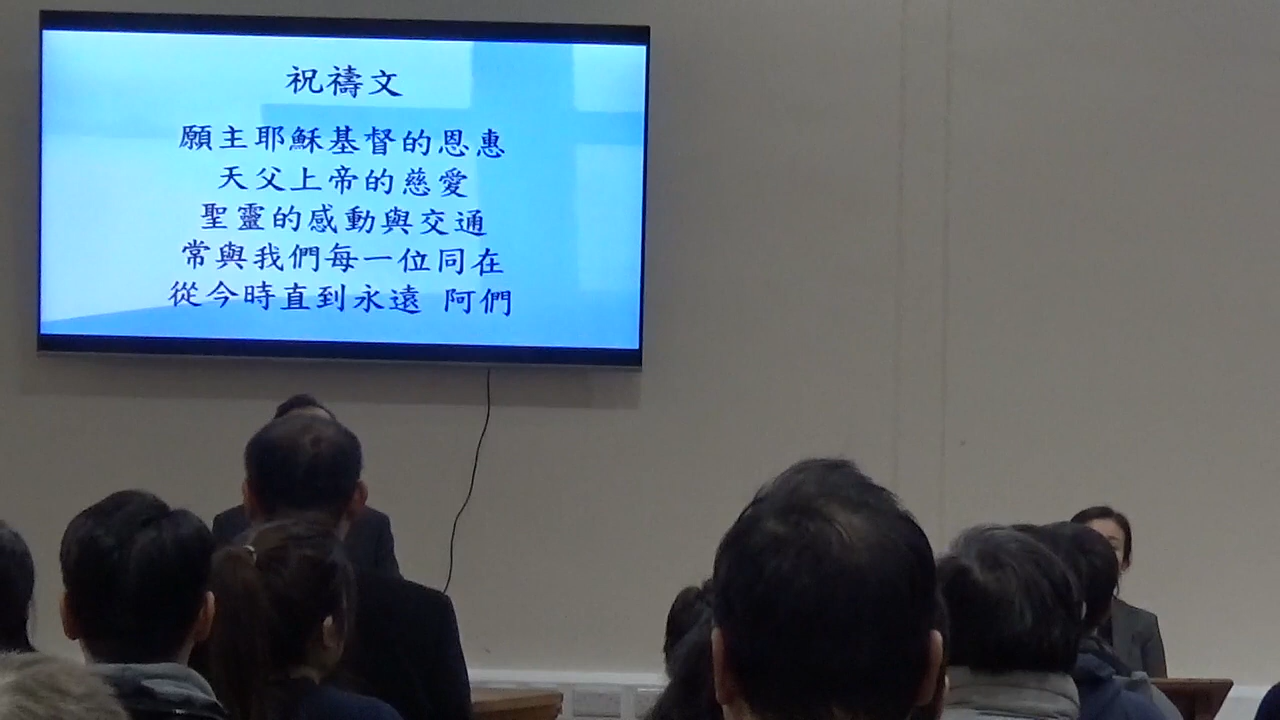 祝禱文
願主耶穌基督的恩惠
天父上帝的慈愛
聖靈的感動與交通
常與我們每一位同在
從今時直到永遠 阿們